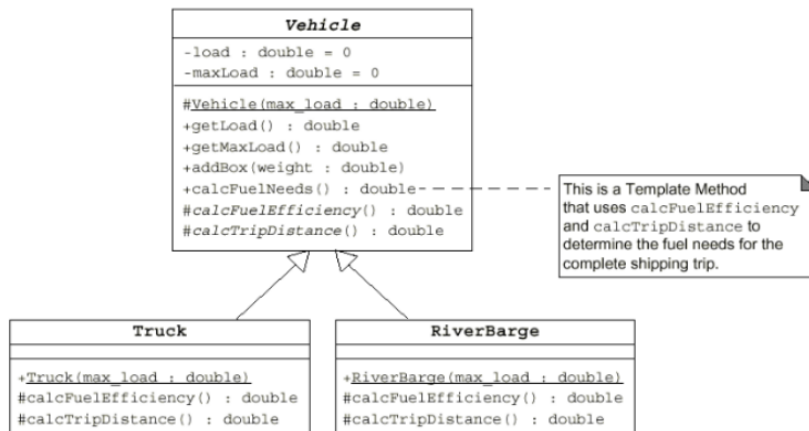 Vehicle
-load : double = 0
-maxLoad : double = 0
#Vehicle(max_load : double)
+getLoad() : double
+getMaxLoad() : double
+addBox(weight : double)
+calcFuelNeeds() : double
#calcFuelEfficiency() : double
#calcTripDistance() : double
This is a Template Method
that uses calcFuelEfficiency
and calcTripDistance to
determine the fuel needs for the
complete shipping trip.
Truck
+Truck(max_load : double)
#calcFuelEfficiency() : double
#calcTripDistance() : double
RiverBarge
+RiverBarge(max_load : double)
#calcFuelEfficiency() : double
#calcTripDistance() : double